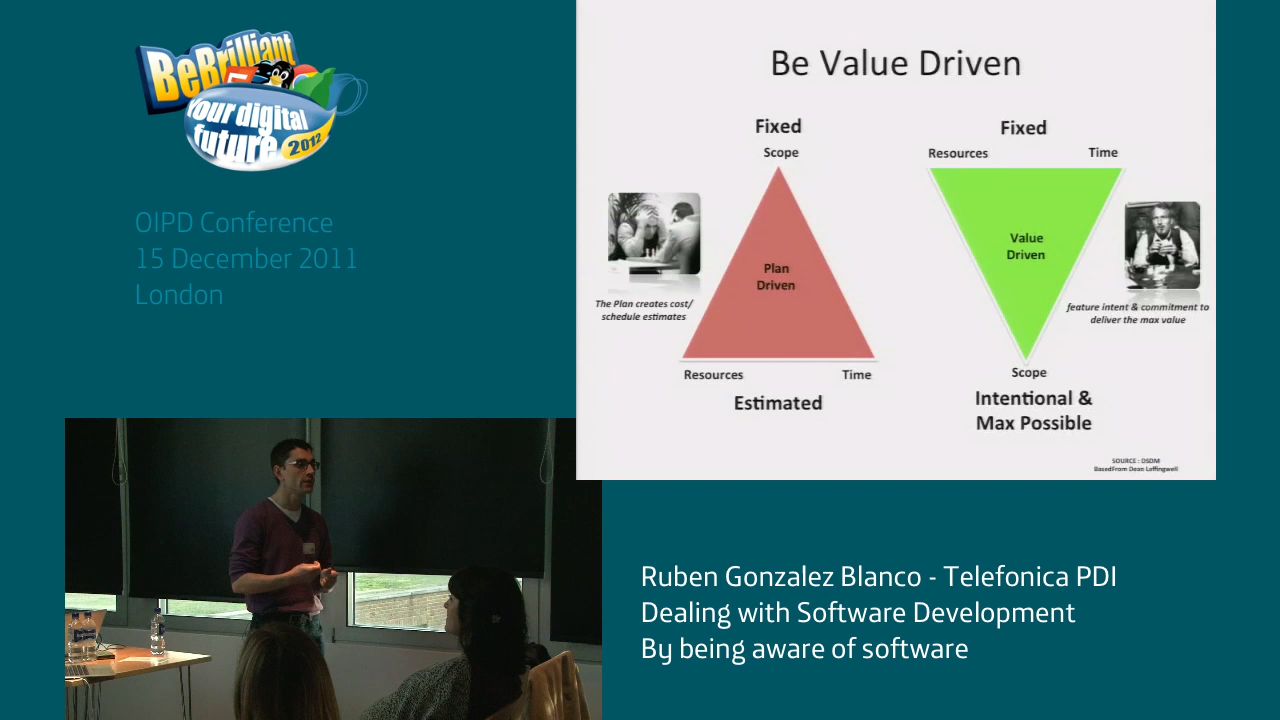 BeBrilliant
Your digital
future
2012
OIPD Conference
15 December 2011
London
Be Value Driven
Fixed
Scope
Plan
Driven
The Plan creates cost/
schedule estimates
Resources
Time
Estimated
Fixed
Resources
Time
Value
Driven
feature intent & commitment to
deliver the max value
Scope
Intentional &
Max Possible
SOURCE : DSDM
BasedFrom Dean Leffingwell
Ruben Gonzalez Blanco - Telefonica PDI
Dealing with Software Development
By being aware of software